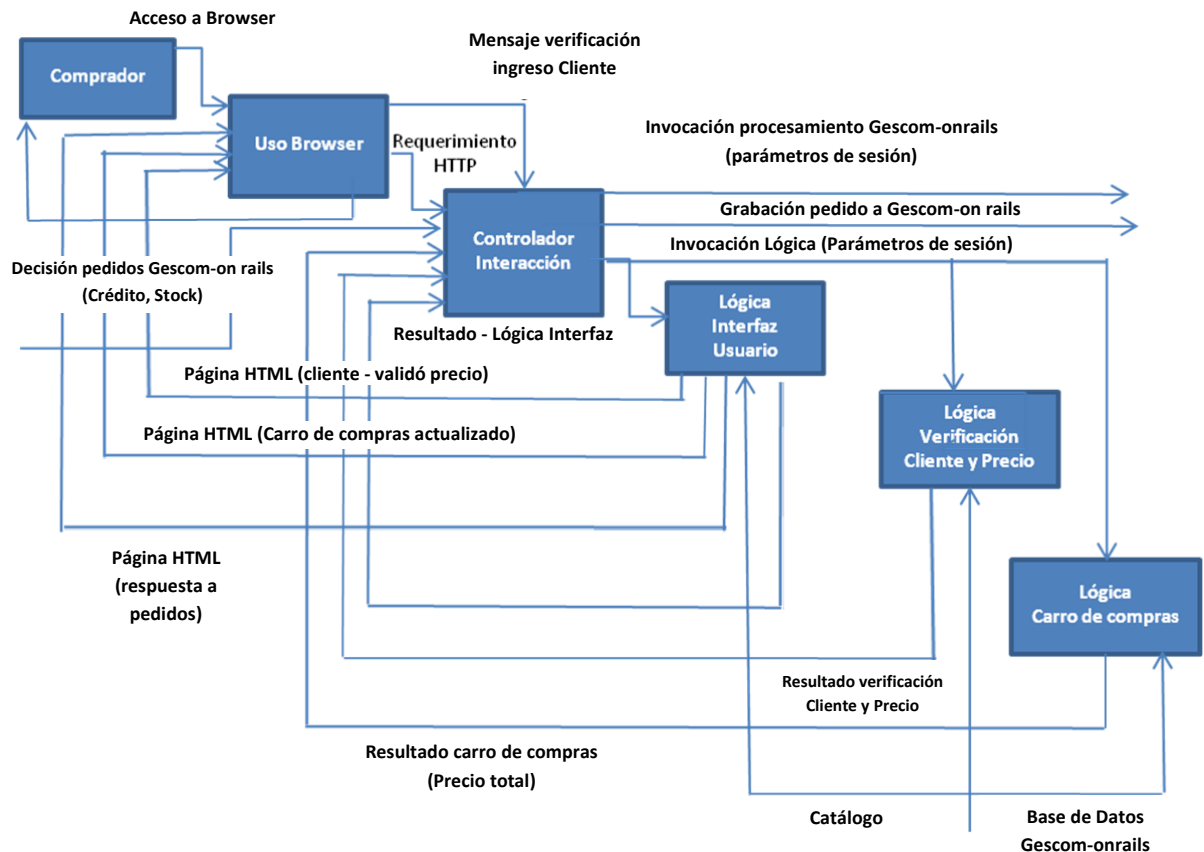 Acceso a Browser
Mensaje verificación
ingreso Cliente
Comprador
Uso Browser
Requerimiento
HTTP
Invocación procesamiento Gescom-onrails
(parámetros de sesión)
Grabación pedido a Gescom-on rails
Controlador
Interacción
Invocación Lógica (Parámetros de sesión)
Decisión pedidos Gescom-on rails
(Crédito, Stock)
Lógica
Interfaz
Usuario
Resultado - Lógica Interfaz
Página HTML (cliente - validó precio)
Lógica
Verificación
Cliente y Precio
Página HTML (Carro de compras actualizado)
Página HTML
(respuesta a
pedidos)
Lógica
Carro de compras
Resultado verificación
Cliente y Precio
Resultado carro de compras
(Precio total)
Catálogo
Base de Datos
Gescom-onrails